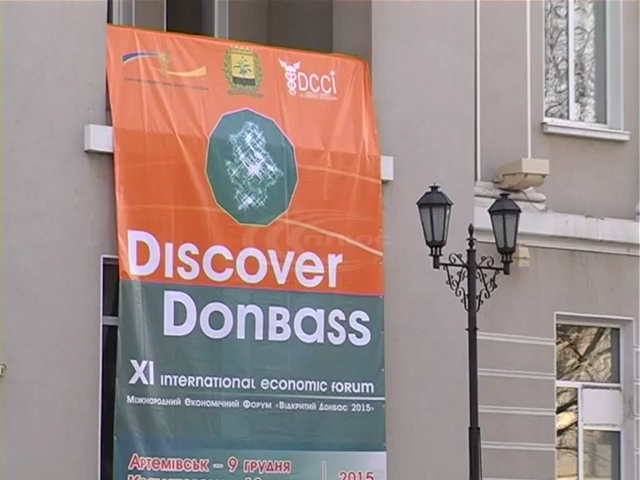 DCCI
DISCOVER
DONBASS
XI INTERNATIONAL ECONOMIC FORUM
МІЖНАРОДНИЙ ЕКОНОМІЧНИЙ ФОРУМ «ВІДКРИТИЙ ДОНБАС 2015»
АРТЕМІВСЬК – 9 ГРУДНЯ
2015